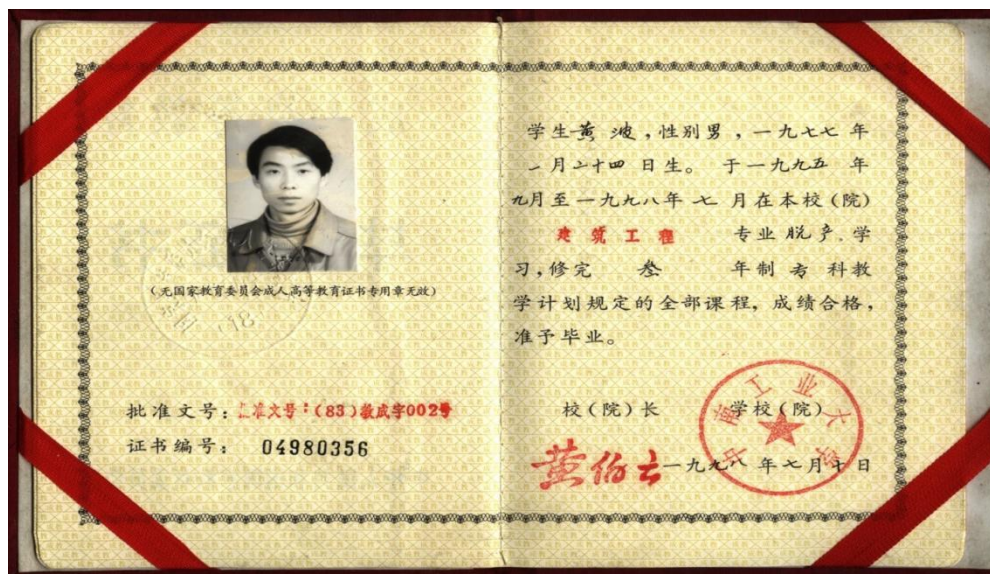 (无国家教育委员会成人高等教育证书专用章无效)
批准文号:批准文号:(83)教成字002号
证书编号: 04980356
学生黄波,性别男,一九七七年
一月二十四日生。于一九九五年
九月至一九九八年七月在本校(院)
建筑工程 专业脱产学
习,修完 叁 年制专科教
学计划规定的全部课程,成绩合格,
准予毕业。
校(院)长 学校(院)
黄伯云
一九九八年七月十日
中南工业大学